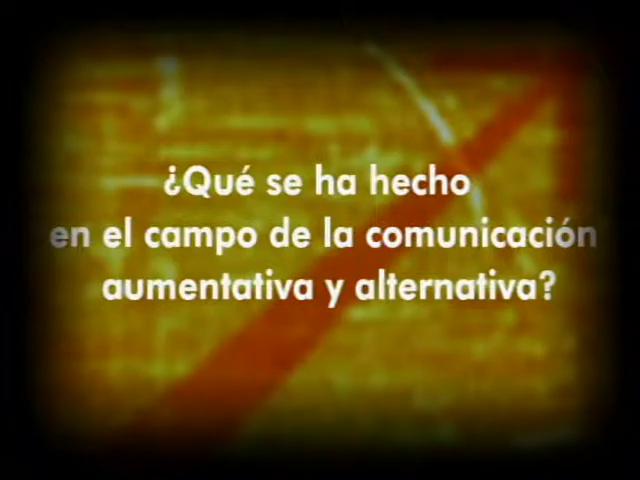 ¿Qué se ha hecho
en el campo de la comunicación
aumentativa y alternativa?